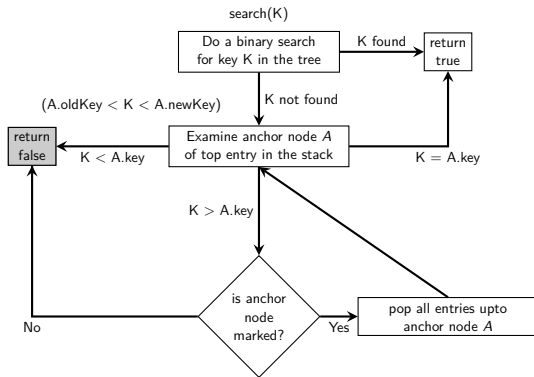 search(K)
Do a binary search
for key K in the tree
K found
return
true
K not found
(A.oldKey < K < A.newKey)
return
false
K < A.key
Examine anchor node A
of top entry in the stack
K = A.key
K > A.key
is anchor
node
marked?
No
Yes
pop all entries upto
anchor node A